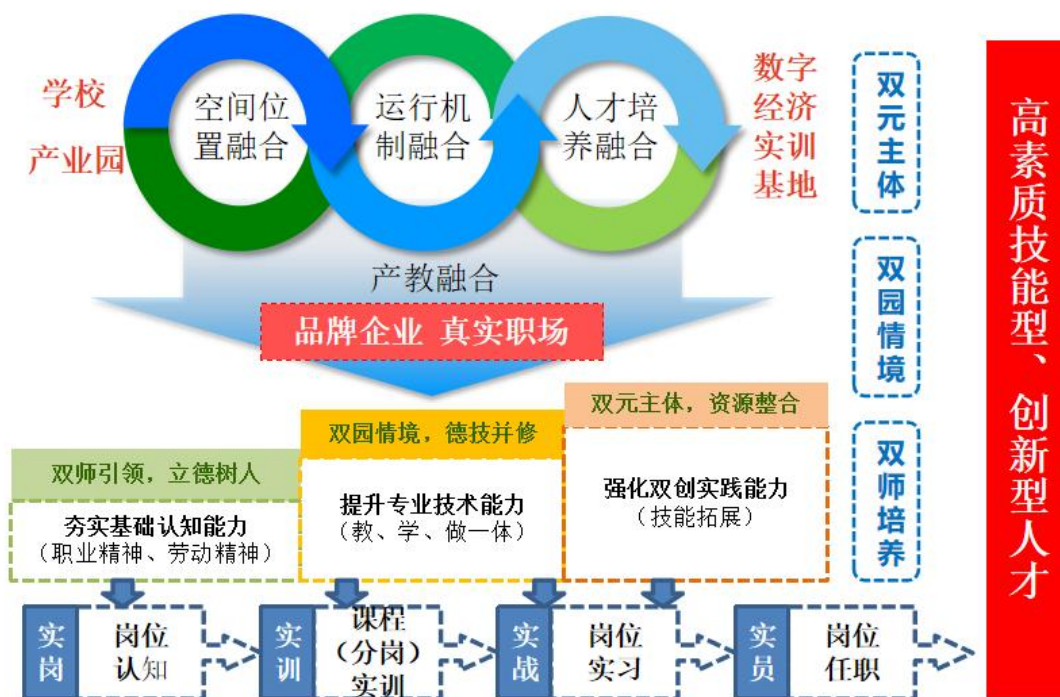 学校
产业园
空间位
置融合
运行机
制融合
人才培
养融合
数字
经济
实训
基地
产教融合
品牌企业 真实职场
双师引领，立德树人
夯实基础认知能力
（职业精神、劳动精神）
双园情境，德技并修
提升专业技术能力
（教、学、做一体）
双元主体，资源整合
强化双创实践能力
（技能拓展）
实岗
岗位
认知
实训
课程
（分岗）
实训
实战
岗位
实习
实员
岗位
任职
双元主体
双园情境
双师培养
高素质技能型、创新型人才